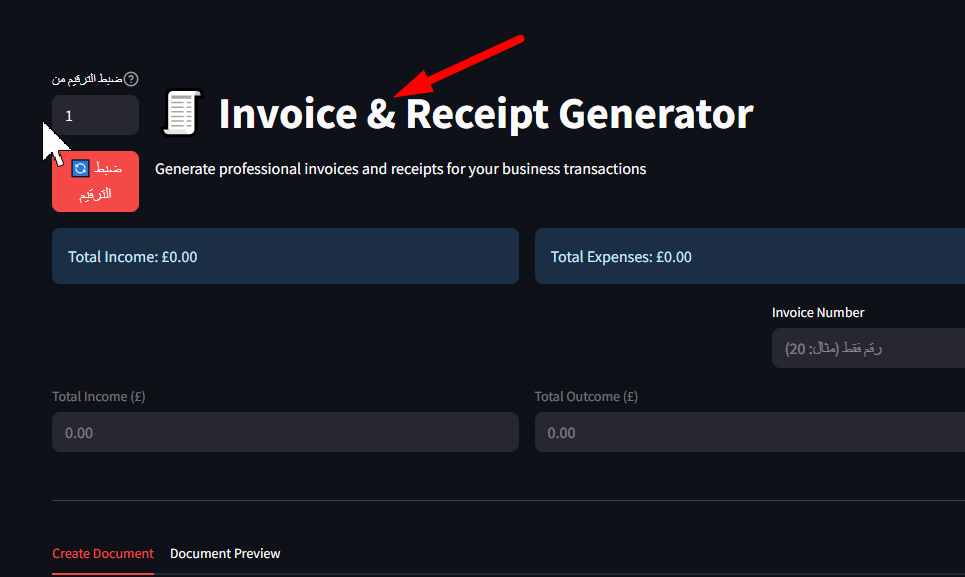 ضبط الترقيم من
1
Invoice & Receipt Generator
ضبط
الترقيم
Generate professional invoices and receipts for your business transactions
Total Income: £0.00
Total Expenses: £0.00
Invoice Number
رقم فقط (مثال: 20)
Total Income (£)
Total Outcome (£)
0.00
0.00
Create Document
Document Preview